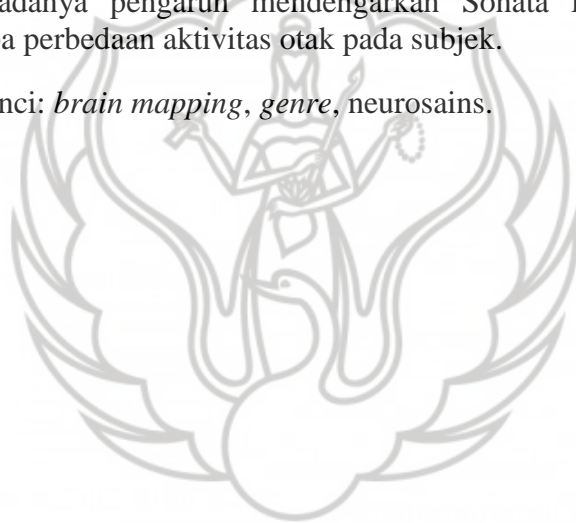 adanya pengaruh mendengarkan Sonata
perbedaan aktivitas otak pada subjek.
nci: brain mapping, genre, neurosains.